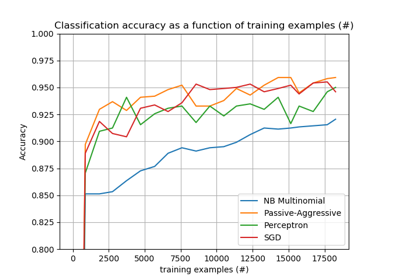 Classification accuracy as a function of training examples (#)
1.000
0.975
0.950
0.925
0.900
0.875
0.850
0.825
0.800
Accuracy
0 2500 5000 7500 10000 12500 15000 17500
training examples (#)
NB Multinomial
Passive-Aggressive
Perceptron
SGD